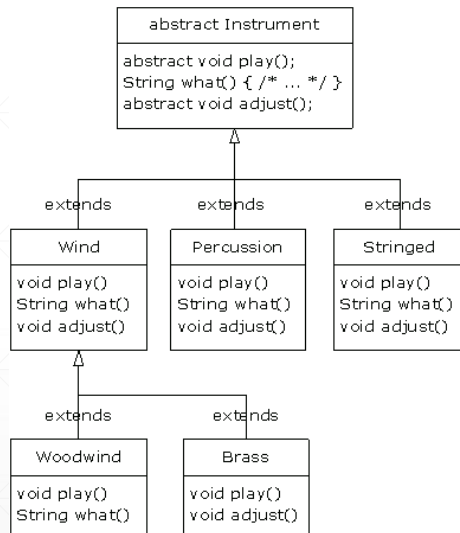 abstract Instrument
abstract void play();
String what() { /* ... */ }
abstract void adjust();
extends
extends
extends
Wind
void play()
String what()
void adjust()
Percussion
void play()
String what()
void adjust()
Stringed
void play()
String what()
void adjust()
extends
extends
Woodwind
void play()
String what()
Brass
void play()
void adjust()